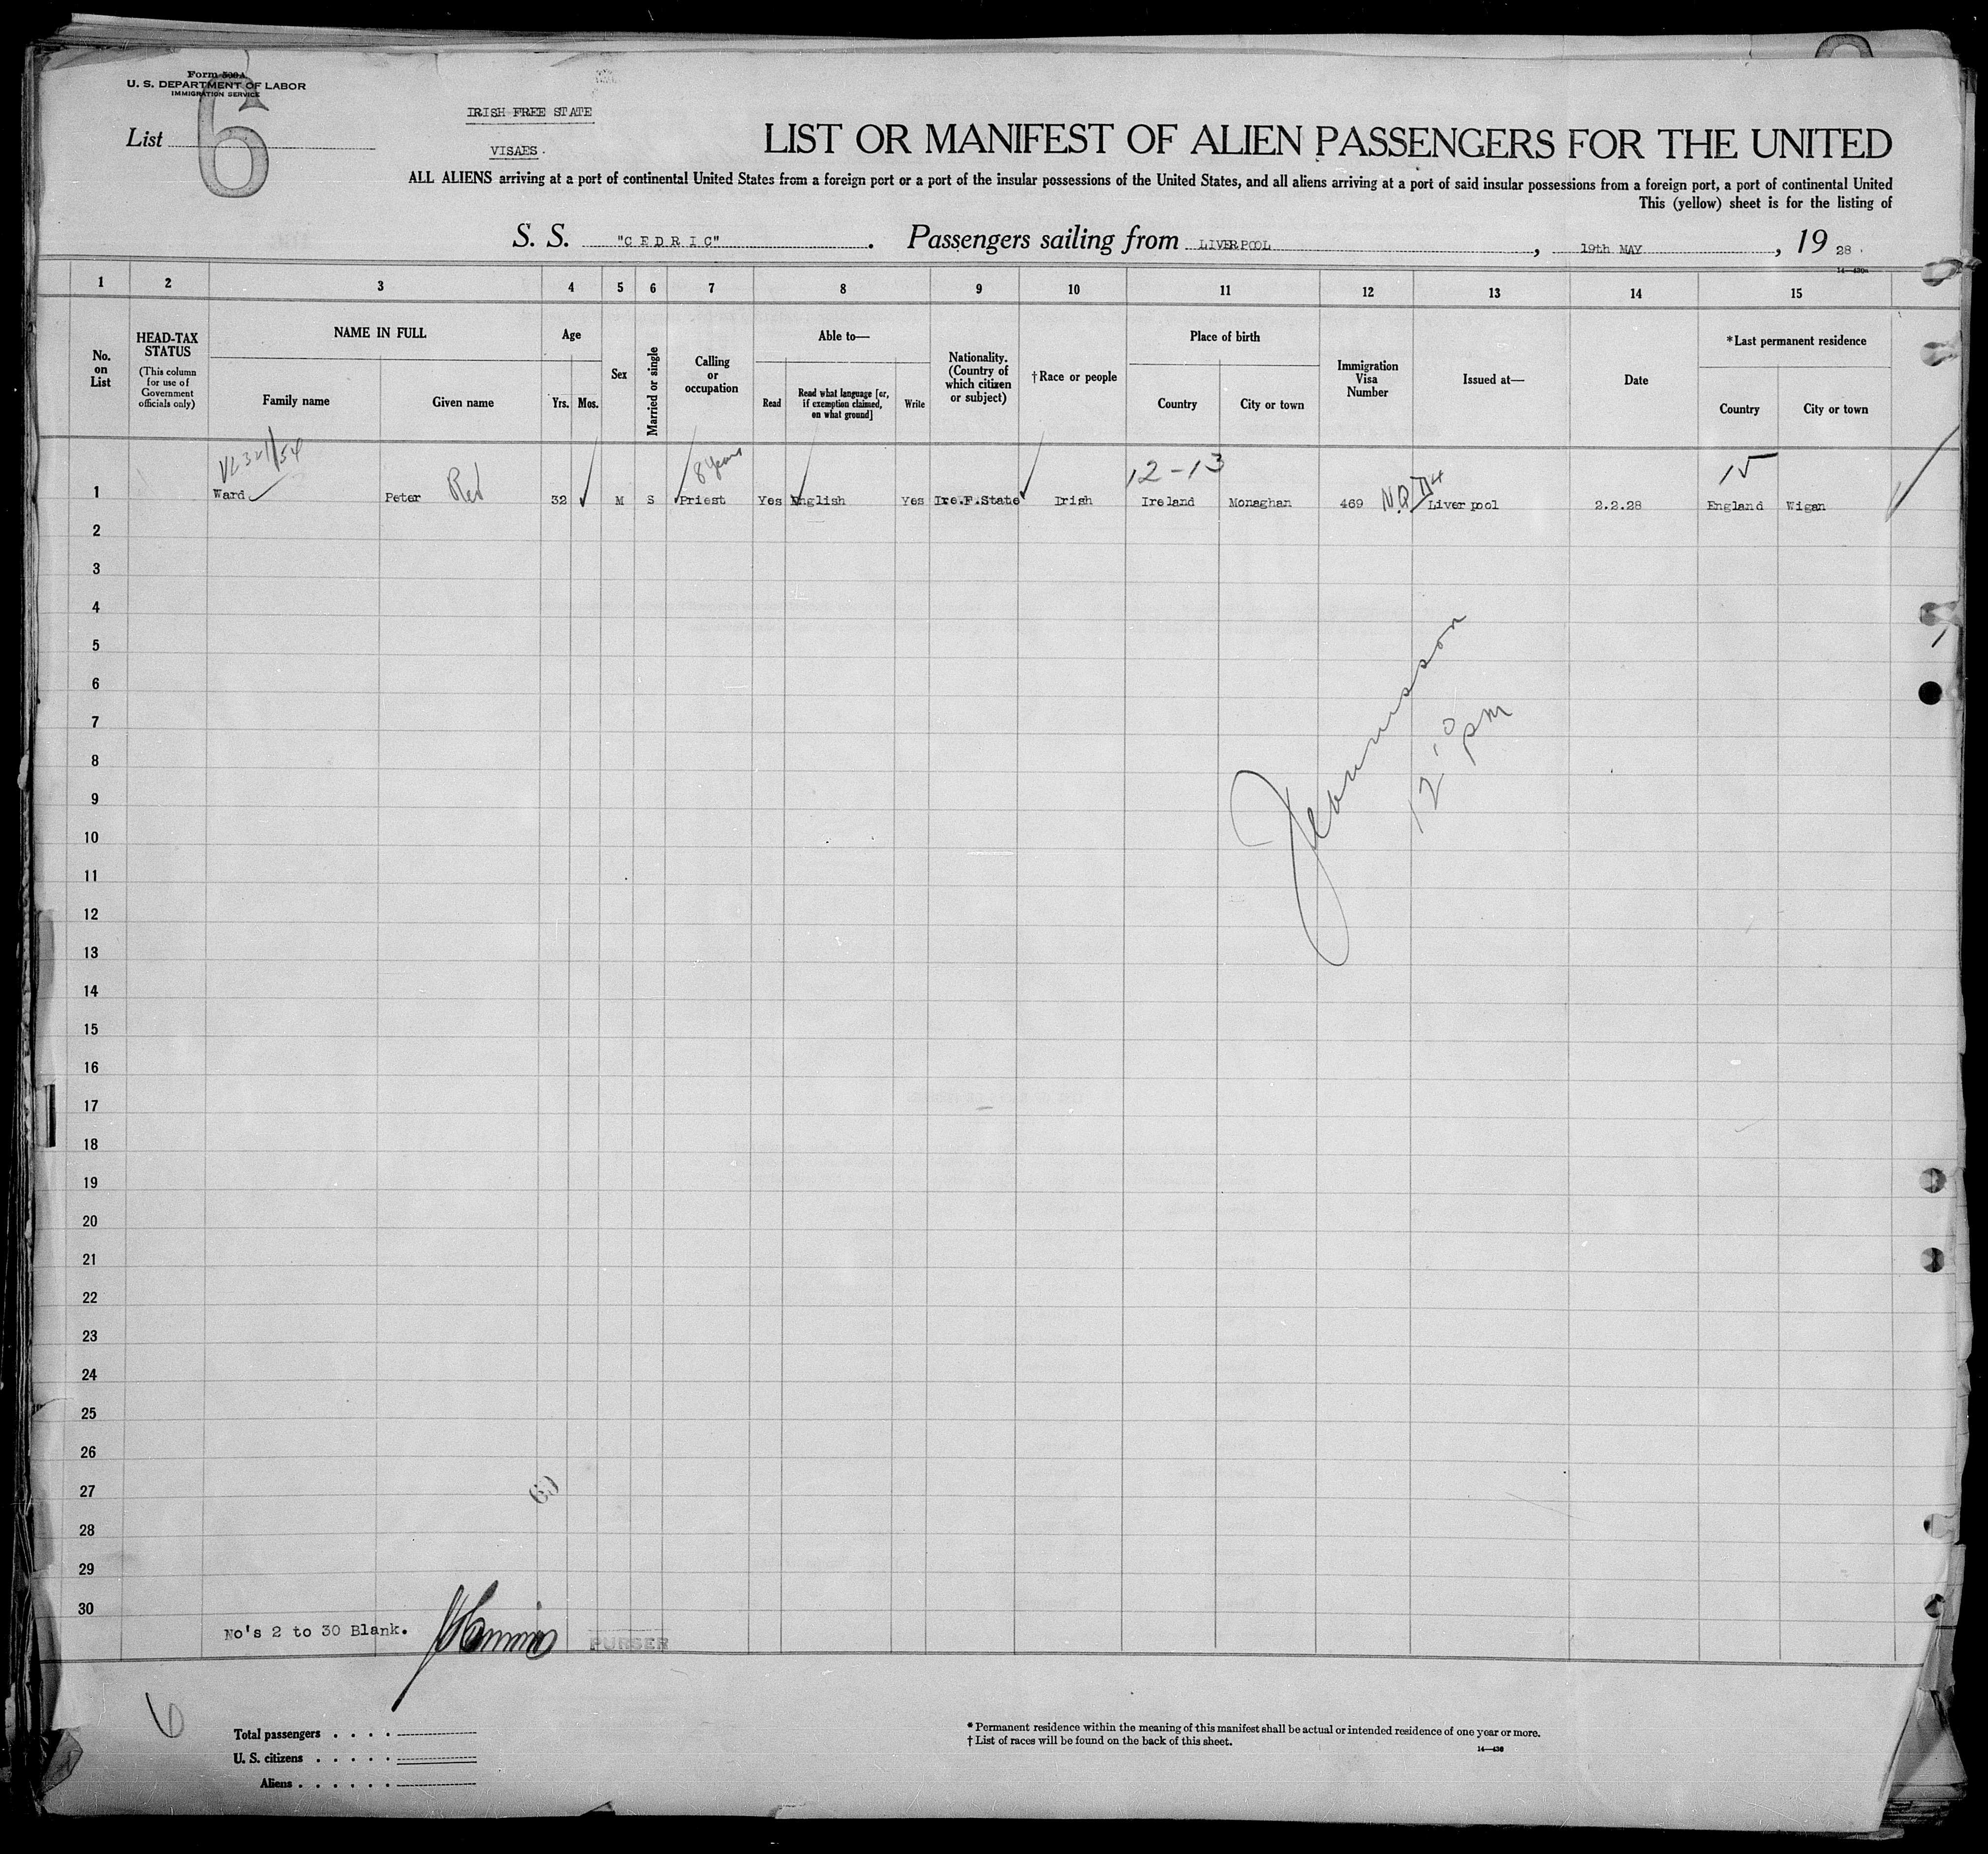 Form 500A
U. S. DEPARTMENT OF LABOR
IMMIGRATION SERVICE
List 6
IRISH FREE STATE
VISAES.
LIST OR MANIFEST OF ALIEN PASSENGERS FOR THE UNITED
ALL ALIENS arriving at a port of continental United States from a foreign port or a port of the insular possessions of the United States, and all aliens arriving at a port of said insular possessions from a foreign port, a port of continental United
This (yellow) sheet is for the listing of
S. S. "CEDRIC". Passengers sailing from LIVERPOOL, 19th MAY, 19 28.
1 2 3 4 5 6 7 8 9 10 11 12 13 14 15
No. on List
HEAD-TAX STATUS
(This column for use of Government officials only)
NAME IN FULL
Family name
Given name
Age
Yrs. Mos.
Sex
Married or single
Calling or occupation
Able to—
Read
Read what language [or, if exemption claimed, on what ground]
Write
Nationality. (Country of which citizen or subject)
†Race or people
Place of birth
Country
City or town
Immigration Visa Number
Issued at—
Date
*Last permanent residence
Country
City or town
8 years 12-13 15
1 Ward Peter 32 M S Priest Yes English Yes Ire.F.State Irish Ireland Monaghan 469 Liverpool 2.2.28 England Wigan
2
3
4
5
6
7
8
9
10
11
12
13
14
15
16
17
18
19
20
21
22
23
24
25
26
27
28
29
30
pm
No's 2 to 30 Blank.
PURSER
6
Total passengers . . . .
U. S. citizens . . . . .
Aliens . . . . . .
* Permanent residence within the meaning of this manifest shall be actual or intended residence of one year or more.
† List of races will be found on the back of this sheet.
14—430